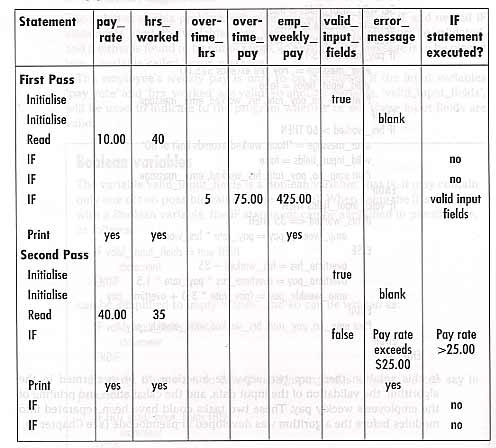 Statement pay_ rate hrs_ worked over- time_ hrs over- time_ pay emp_ weekly_ pay valid_ input_ fields error_ message IF statement executed?
First Pass
Initialise true
Initialise blank
Read 10.00 40
IF no
IF no
IF 5 75.00 425.00 valid input fields
Print yes yes yes
Second Pass
Initialise true
Initialise blank
Read 40.00 35
IF false Pay rate exceeds $25.00 Pay rate >25.00
Print yes yes yes
IF no
IF no